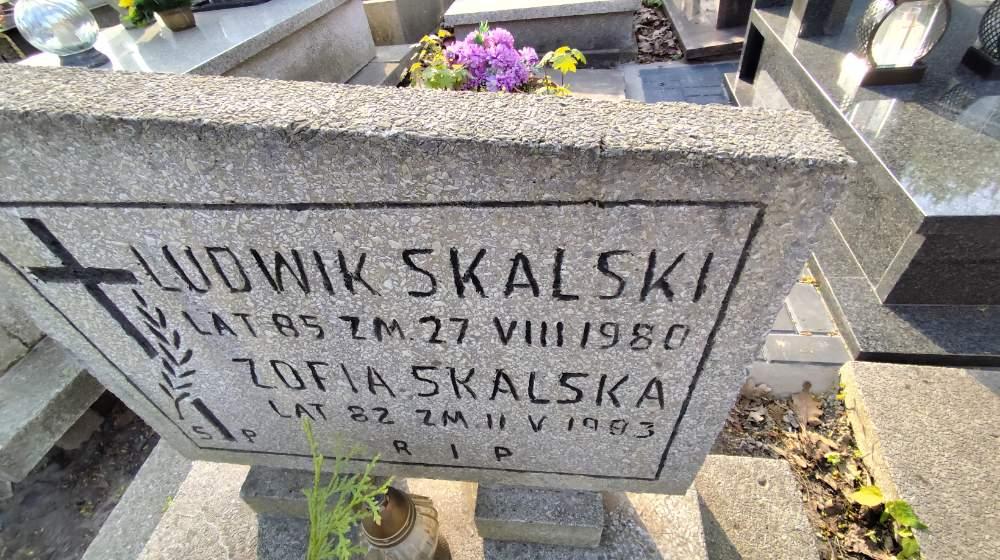 LUDWIK SKALSKI
LAT 85 ZM. 27 VIII 1980
ZOFIA SKALSKA
LAT 82 ZM. 11 V 1983
Ś P
R I P